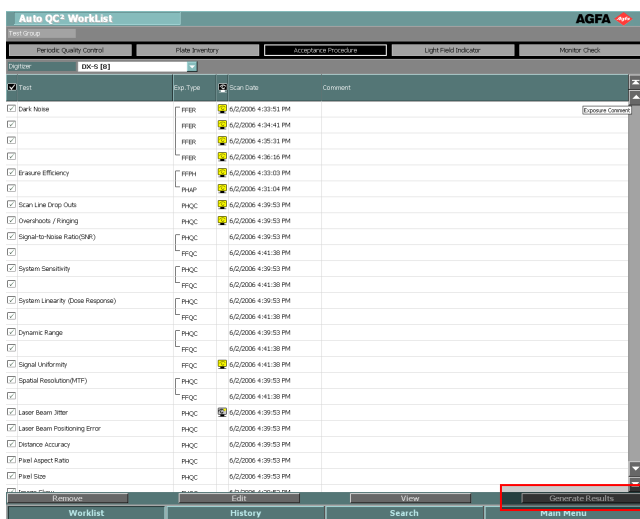 Auto QC² WorkList
AGFA
Test Group
Periodic Quality Control Plate Inventory Acceptance Procedure Light Field Indicator Monitor Check
Digitizer DX-S [8]
Test Exp.Type Scan Date Comment
Dark Noise FFER 6/2/2006 4:33:51 PM
Exposure Comment
FFER 6/2/2006 4:34:41 PM
FFER 6/2/2006 4:35:31 PM
FFER 6/2/2006 4:36:16 PM
Erasure Efficiency FFPH 6/2/2006 4:33:03 PM
PHAP 6/2/2006 4:31:04 PM
Scan Line Drop Outs PHQC 6/2/2006 4:39:53 PM
Overshoots / Ringing PHQC 6/2/2006 4:39:53 PM
Signal-to-Noise Ratio(SNR) PHQC 6/2/2006 4:39:53 PM
FFQC 6/2/2006 4:41:38 PM
System Sensitivity PHQC 6/2/2006 4:39:53 PM
FFQC 6/2/2006 4:41:38 PM
System Linearity (Dose Response) PHQC 6/2/2006 4:39:53 PM
FFQC 6/2/2006 4:41:38 PM
Dynamic Range PHQC 6/2/2006 4:39:53 PM
FFQC 6/2/2006 4:41:38 PM
Signal Uniformity FFQC 6/2/2006 4:41:38 PM
Spatial Resolution(MTF) PHQC 6/2/2006 4:39:53 PM
FFQC 6/2/2006 4:41:38 PM
Laser Beam Jitter PHQC 6/2/2006 4:39:53 PM
Laser Beam Positioning Error PHQC 6/2/2006 4:39:53 PM
Distance Accuracy PHQC 6/2/2006 4:39:53 PM
Pixel Aspect Ratio PHQC 6/2/2006 4:39:53 PM
Pixel Size PHQC 6/2/2006 4:39:53 PM
Remove Edit View Generate Results
Worklist History Search Main Menu